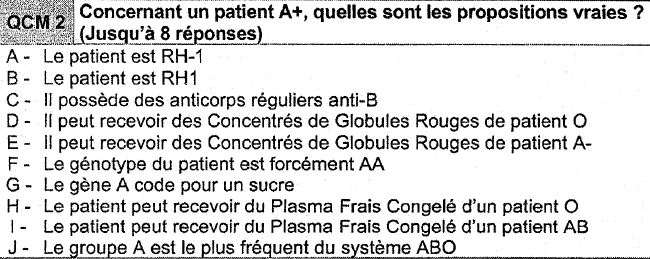 QCM 2 Concernant un patient A+, quelles sont les propositions vraies ?
(Jusqu'à 8 réponses)
A - Le patient est RH-1
B - Le patient est RH1
C - Il possède des anticorps réguliers anti-B
D - Il peut recevoir des Concentrés de Globules Rouges de patient O
E - Il peut recevoir des Concentrés de Globules Rouges de patient A-
F - Le génotype du patient est forcément AA
G - Le gène A code pour un sucre
H - Le patient peut recevoir du Plasma Frais Congelé d'un patient O
I - Le patient peut recevoir du Plasma Frais Congelé d'un patient AB
J - Le groupe A est le plus fréquent du système ABO